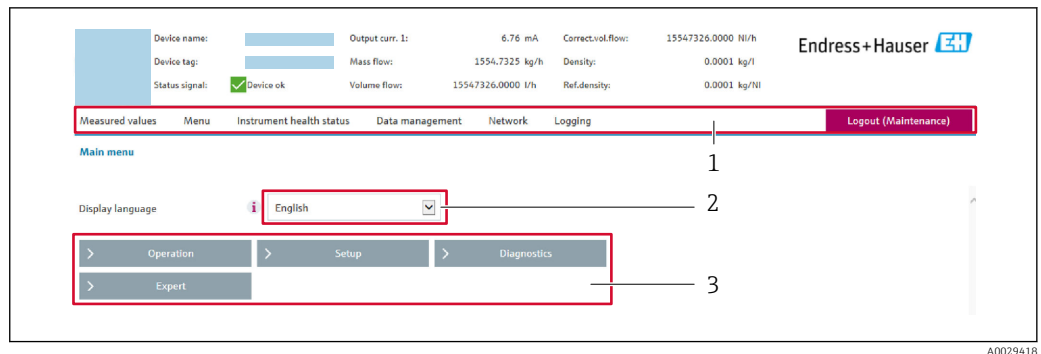 Device name: Output curr. 1: 6.76 mA Correct.vol.flow: 15547326.0000 Nl/h
Endress+Hauser EH
Device tag: Mass flow: 1554.7325 kg/h Density: 0.0001 kg/l
Status signal: Device ok Volume flow: 15547326.0000 l/h Ref.density: 0.0001 kg/Nl
Measured values Menu Instrument health status Data management Network Logging Logout (Maintenance)
1
Main menu
Display language i English 2
> Operation > Setup > Diagnostics
> Expert 3
A0029418